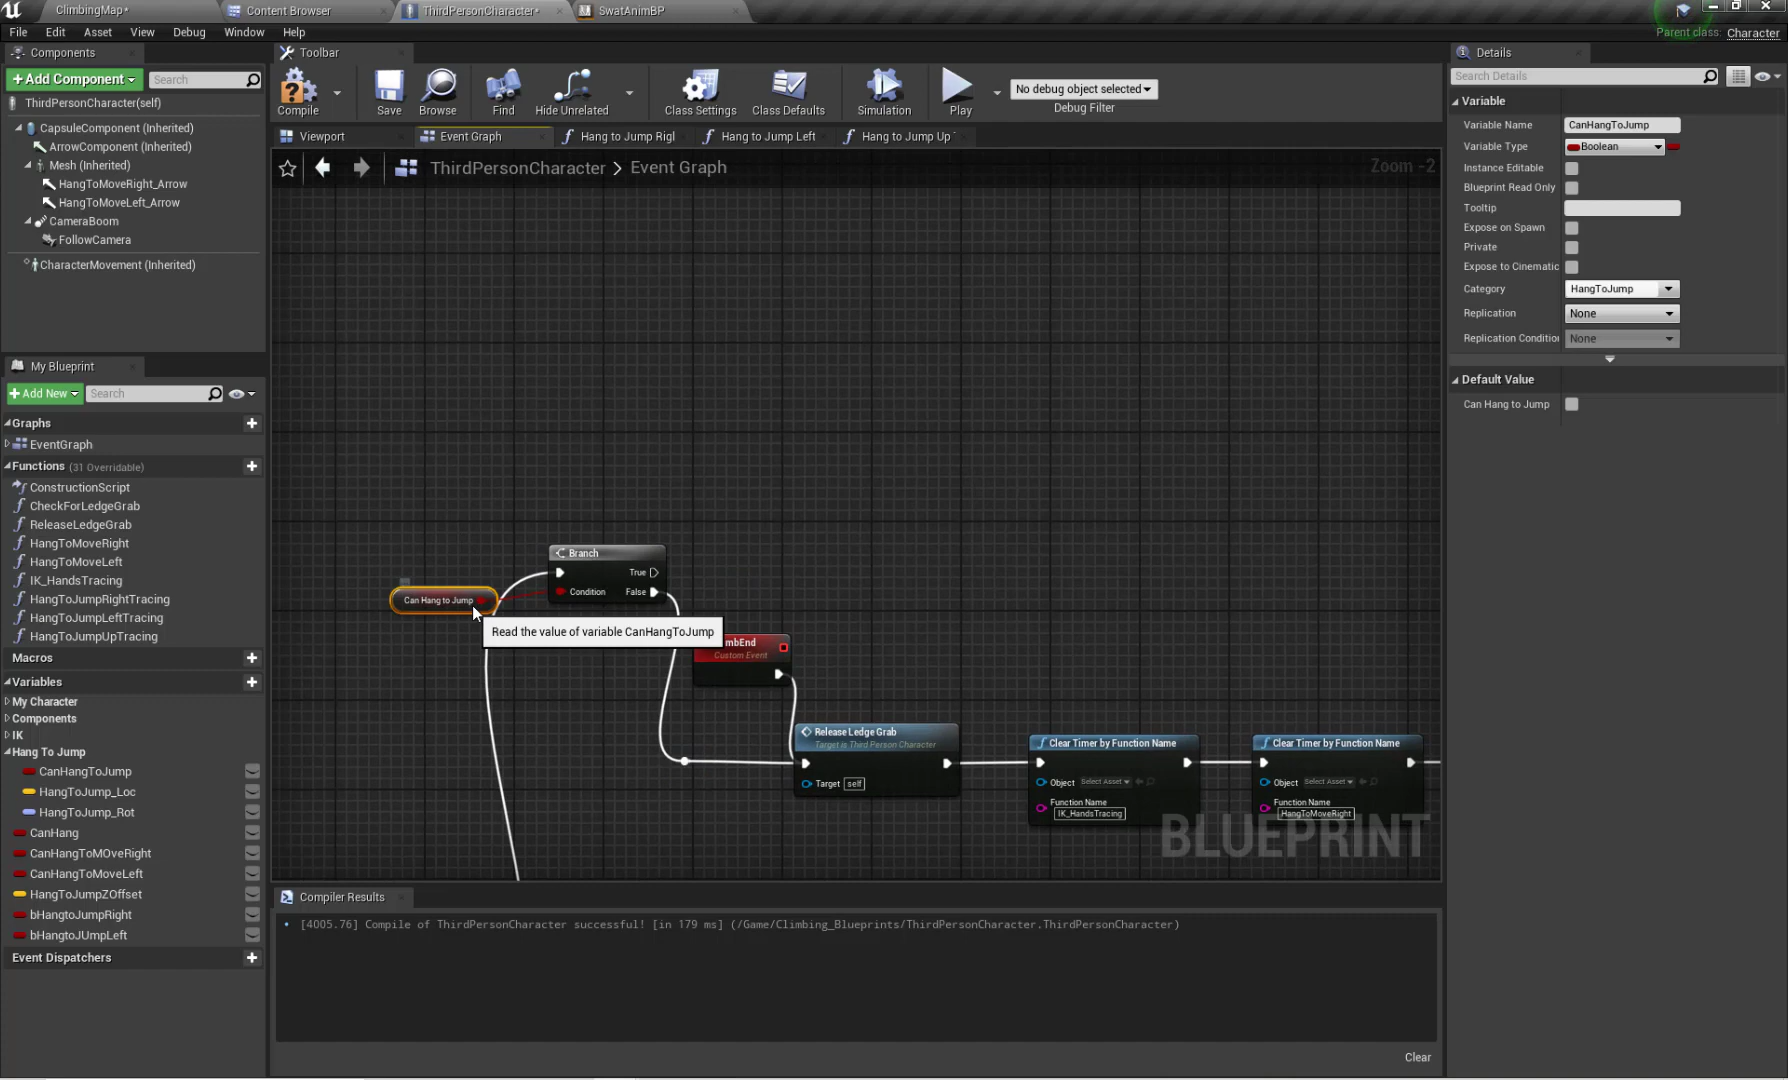 ClimbingMap*
Content Browser
ThirdPersonCharacter*
SwatAnimBP
File Edit Asset View Debug Window Help
Parent class: Character
Components
Add Component
Search
ThirdPersonCharacter(self)
CapsuleComponent (Inherited)
ArrowComponent (Inherited)
Mesh (Inherited)
HangToMoveRight_Arrow
HangToMoveLeft_Arrow
CameraBoom
FollowCamera
CharacterMovement (Inherited)
My Blueprint
Add New
Search
Graphs
EventGraph
Functions (31 Overridable)
ConstructionScript
CheckForLedgeGrab
ReleaseLedgeGrab
HangToMoveRight
HangToMoveLeft
IK_HandsTracing
HangToJumpRightTracing
HangToJumpLeftTracing
HangToJumpUpTracing
Macros
Variables
My Character
Components
IK
Hang To Jump
CanHangToJump
HangToJump_Loc
HangToJump_Rot
CanHang
CanHangToMOveRight
CanHangToMoveLeft
HangToJumpZOffset
bHangtoJumpRight
bHangtoJUmpLeft
Event Dispatchers
Toolbar
Compile
Save
Browse
Find
Hide Unrelated
Class Settings
Class Defaults
Simulation
Play
No debug object selected
Debug Filter
Viewport
Event Graph
Hang to Jump Rigl
Hang to Jump Left
Hang to Jump Up
ThirdPersonCharacter > Event Graph
Zoom -2
Branch
True
Condition
False
Can Hang to Jump
Read the value of variable CanHangToJump
mbEnd
Custom Event
Release Ledge Grab
Target is Third Person Character
Target self
Clear Timer by Function Name
Object Select Asset
Function Name
IK_HandsTracing
Clear Timer by Function Name
Object Select Asset
Function Name
HangToMoveRight
BLUEPRINT
Compiler Results
[4005.76] Compile of ThirdPersonCharacter successful! [in 179 ms] (/Game/Climbing_Blueprints/ThirdPersonCharacter.ThirdPersonCharacter)
Clear
Details
Search Details
Variable
Variable Name CanHangToJump
Variable Type Boolean
Instance Editable
Blueprint Read Only
Tooltip
Expose on Spawn
Private
Expose to Cinematic
Category HangToJump
Replication None
Replication Conditio None
Default Value
Can Hang to Jump